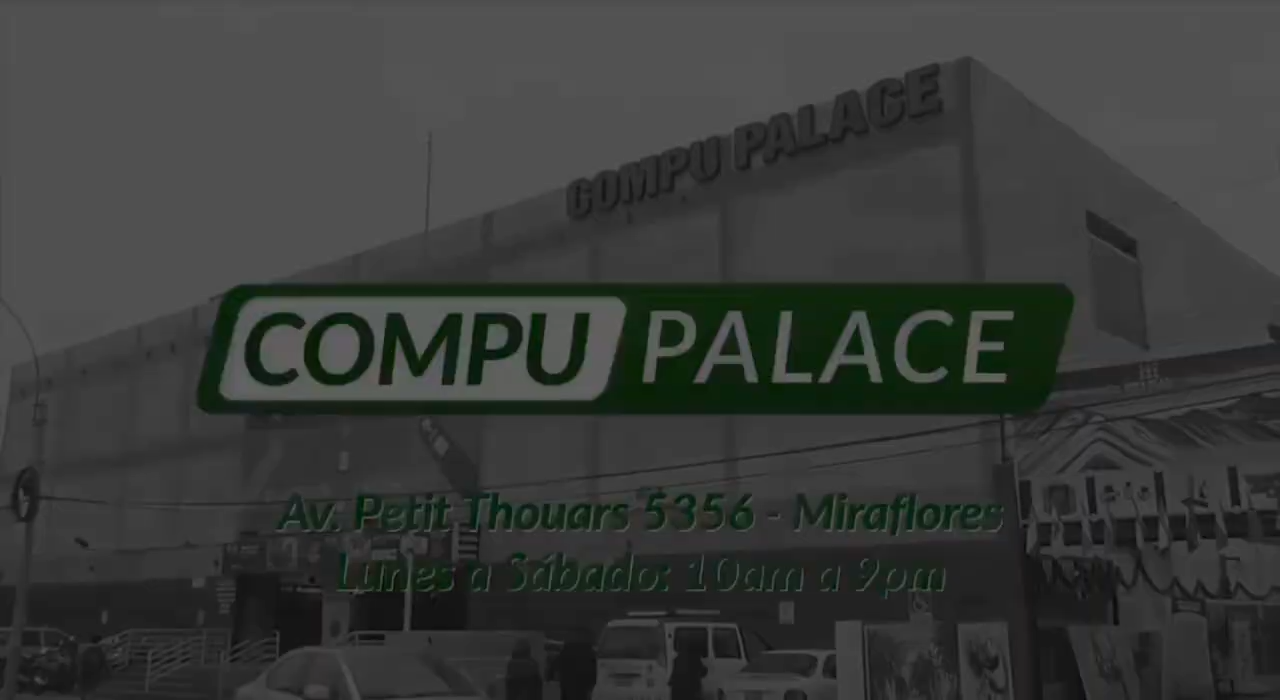 COMPU PALACE
COMPU PALACE
Av. Petit Thouars 5356 - Miraflores
Lunes a Sábado: 10am a 9pm